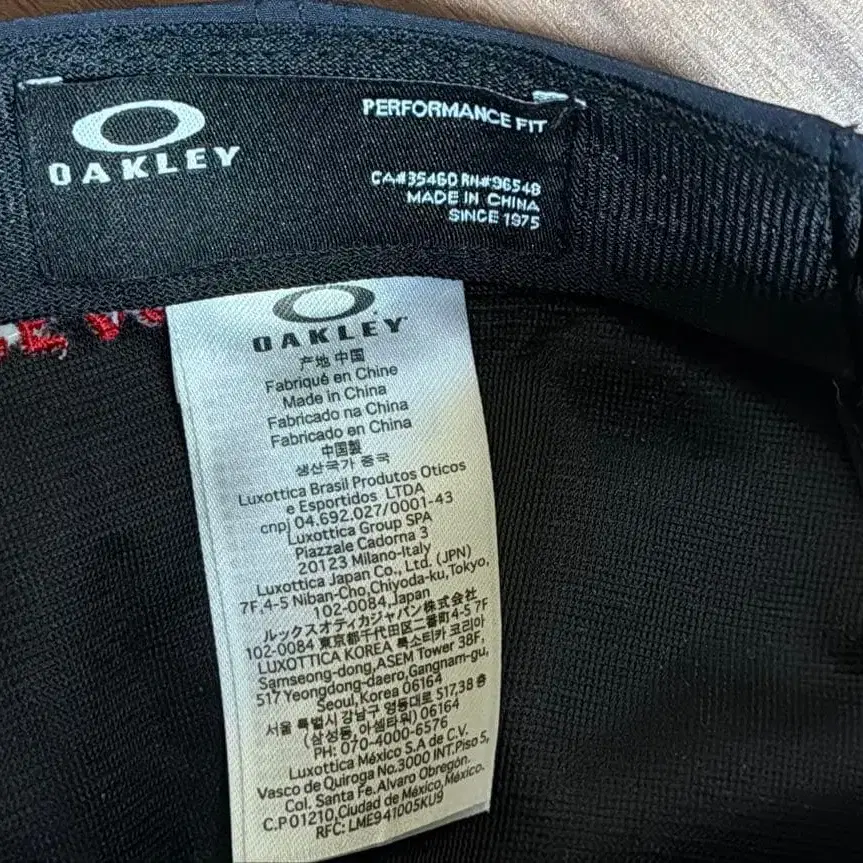 OAKLEY
PERFORMANCE FIT
CA#35460 RN#96548
MADE IN CHINA
SINCE 1975
OAKLEY
产地 中国
Fabriqué en Chine
Made in China
Fabricado na China
Fabricado en China
中国製
생산국가 중국
Luxottica Brasil Produtos Oticos
e Esportidos LTDA
cnpj 04.692.027/0001-43
Luxottica Group SPA
Piazzale Cadorna 3
20123 Milano-Italy
Luxottica Japan Co., Ltd. (JPN)
7F,4-5 Niban-Cho,Chiyoda-ku,Tokyo,
102-0084,Japan
ルックスオティカジャパン株式会社
102-0084 東京都千代田区二番町4-5 7F
LUXOTTICA KOREA 룩소티카 코리아
Samseong-dong,ASEM Tower 38F,
517 Yeongdong-daero,Gangnam-gu,
Seoul,Korea 06164
서울 특별시 강남구 영동대로 517,38 층
(삼성동,아셈타워) 06164
PH: 070-4000-6576
Luxottica México S.A de C.V.
Vasco de Quiroga No.3000 INT.Piso 5,
Col. Santa Fe.Alvaro Obregón.
C.P 01210,Ciudad de México,México.
RFC: LME941005KU9